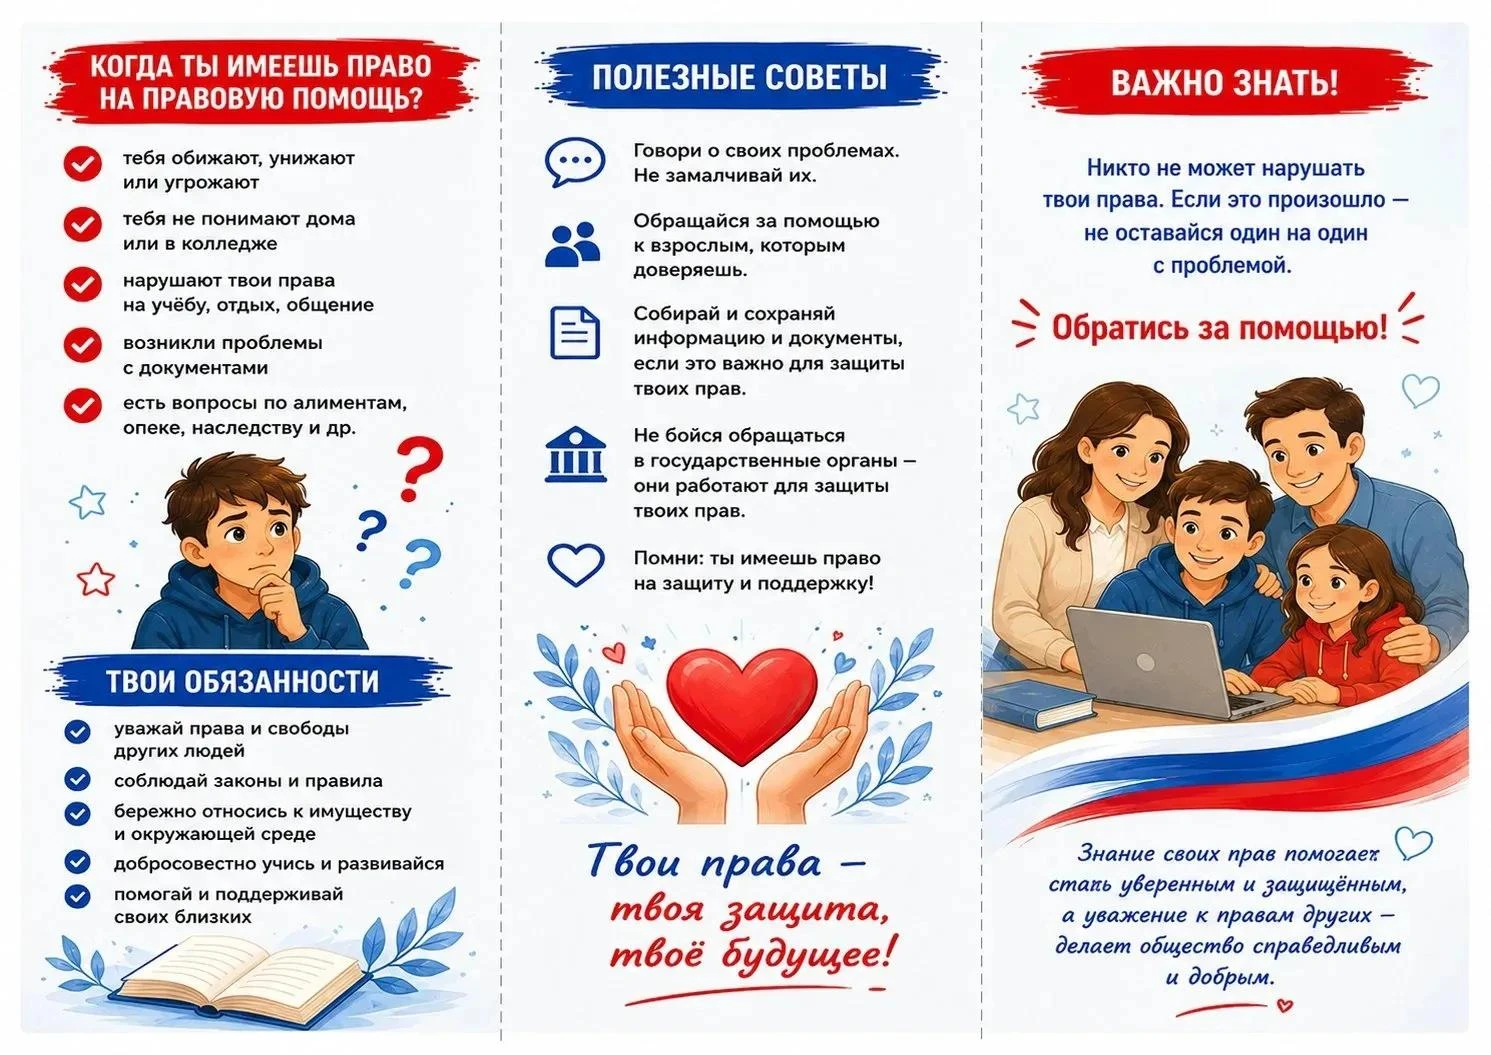 КОГДА ТЫ ИМЕЕШЬ ПРАВО
НА ПРАВОВУЮ ПОМОЩЬ?
тебя обижают, унижают
или угрожают
тебя не понимают дома
или в колледже
нарушают твои права
на учёбу, отдых, общение
возникли проблемы
с документами
есть вопросы по алиментам,
опеке, наследству и др.
? ? ?
ТВОИ ОБЯЗАННОСТИ
уважай права и свободы
других людей
соблюдай законы и правила
бережно относись к имуществу
и окружающей среде
добросовестно учись и развивайся
помогай и поддерживай
своих близких
ПОЛЕЗНЫЕ СОВЕТЫ
Говори о своих проблемах.
Не замалчивай их.
Обращайся за помощью
к взрослым, которым
доверяешь.
Собирай и сохраняй
информацию и документы,
если это важно для защиты
твоих прав.
Не бойся обращаться
в государственные органы —
они работают для защиты
твоих прав.
Помни: ты имеешь право
на защиту и поддержку!
Твои права —
твоя защита,
твоё будущее!
ВАЖНО ЗНАТЬ!
Никто не может нарушать
твои права. Если это произошло —
не оставайся один на один
с проблемой.
Обратись за помощью!
Знание своих прав помогает
стать уверенным и защищённым,
а уважение к правам других —
делает общество справедливым
и добрым.